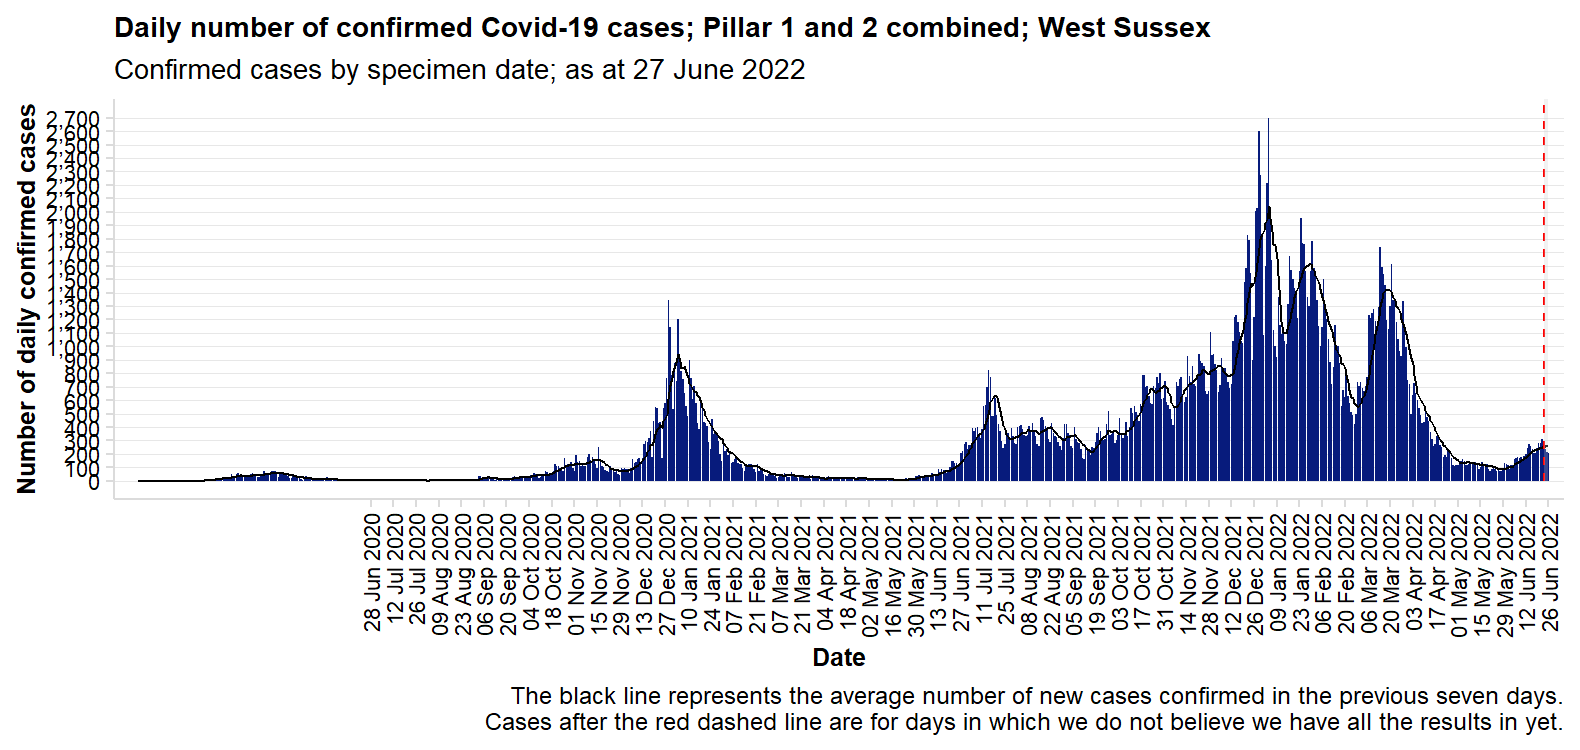 Daily number of confirmed Covid-19 cases; Pillar 1 and 2 combined; West Sussex
Confirmed cases by specimen date; as at 27 June 2022
Number of daily confirmed cases
2,700
2,600
2,500
2,400
2,300
2,200
2,100
2,000
1,900
1,800
1,700
1,600
1,500
1,400
1,300
1,200
1,100
1,000
900
800
700
600
500
400
300
200
100
0
28 Jun 2020
12 Jul 2020
26 Jul 2020
09 Aug 2020
23 Aug 2020
06 Sep 2020
20 Sep 2020
04 Oct 2020
18 Oct 2020
01 Nov 2020
15 Nov 2020
29 Nov 2020
13 Dec 2020
27 Dec 2020
10 Jan 2021
24 Jan 2021
07 Feb 2021
21 Feb 2021
07 Mar 2021
21 Mar 2021
04 Apr 2021
18 Apr 2021
02 May 2021
16 May 2021
30 May 2021
13 Jun 2021
27 Jun 2021
11 Jul 2021
25 Jul 2021
08 Aug 2021
22 Aug 2021
05 Sep 2021
19 Sep 2021
03 Oct 2021
17 Oct 2021
31 Oct 2021
14 Nov 2021
28 Nov 2021
12 Dec 2021
26 Dec 2021
09 Jan 2022
23 Jan 2022
06 Feb 2022
20 Feb 2022
06 Mar 2022
20 Mar 2022
03 Apr 2022
17 Apr 2022
01 May 2022
15 May 2022
29 May 2022
12 Jun 2022
26 Jun 2022
Date
The black line represents the average number of new cases confirmed in the previous seven days.
Cases after the red dashed line are for days in which we do not believe we have all the results in yet.